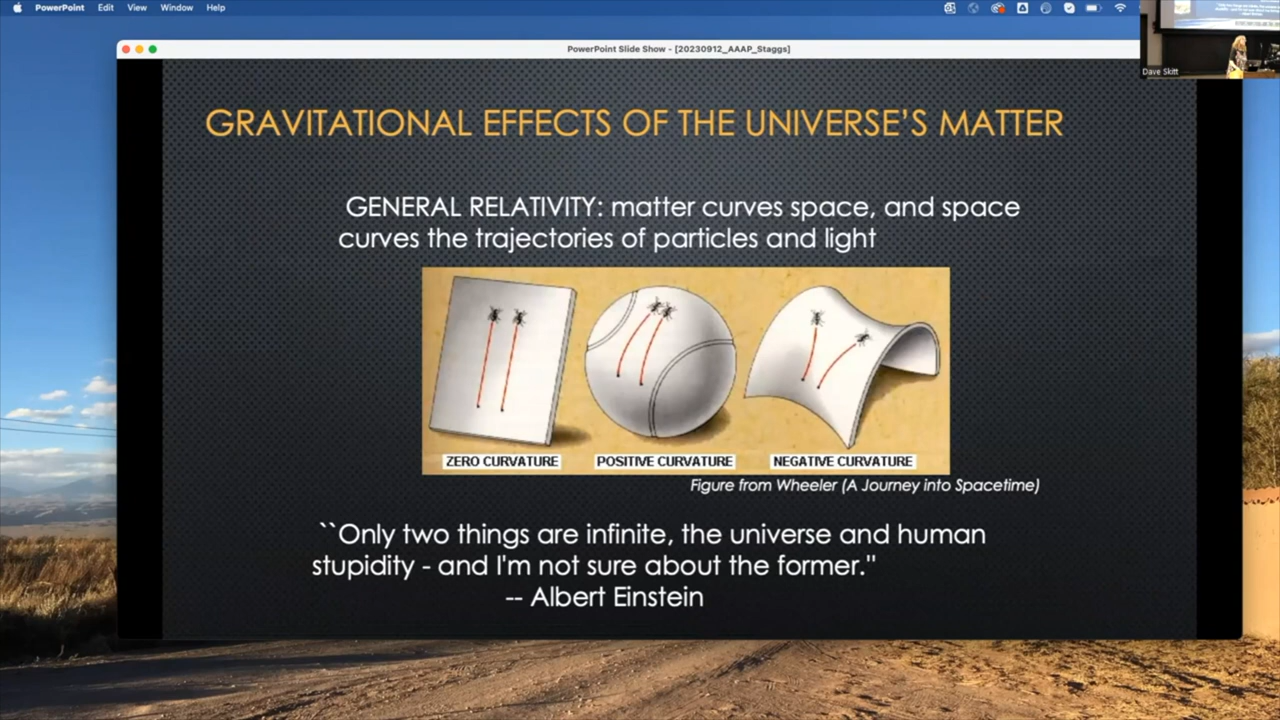 PowerPoint Edit View Window Help
PowerPoint Slide Show - [20230912_AAAP_Staggs]
Dave Skitt
GRAVITATIONAL EFFECTS OF THE UNIVERSE'S MATTER
GENERAL RELATIVITY: matter curves space, and space
curves the trajectories of particles and light
ZERO CURVATURE POSITIVE CURVATURE NEGATIVE CURVATURE
Figure from Wheeler (A Journey into Spacetime)
``Only two things are infinite, the universe and human
stupidity - and I'm not sure about the former."
-- Albert Einstein